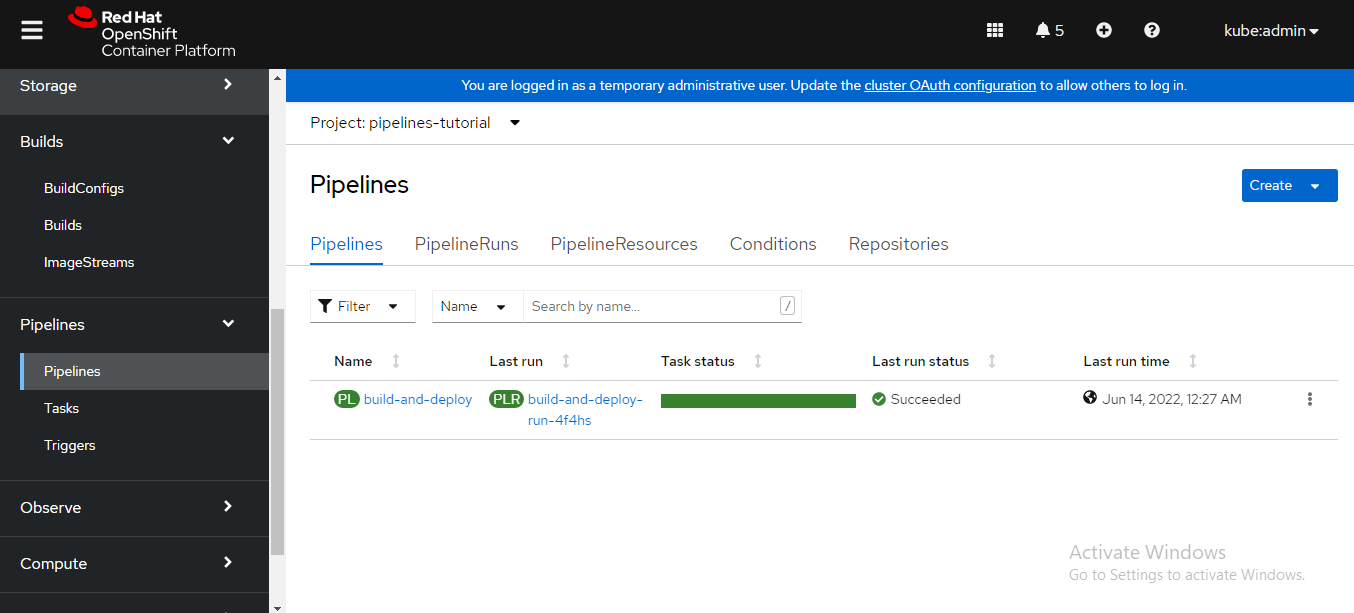 Red Hat
OpenShift
Container Platform
5
kube:admin
Storage
Builds
BuildConfigs
Builds
ImageStreams
Pipelines
Pipelines
Tasks
Triggers
Observe
Compute
You are logged in as a temporary administrative user. Update the cluster OAuth configuration to allow others to log in.
Project: pipelines-tutorial
Pipelines
Create
Pipelines PipelineRuns PipelineResources Conditions Repositories
Filter Name Search by name... /
Name Last run Task status Last run status Last run time
PL build-and-deploy PLR build-and-deploy- Succeeded Jun 14, 2022, 12:27 AM
run-4f4hs
Activate Windows
Go to Settings to activate Windows.